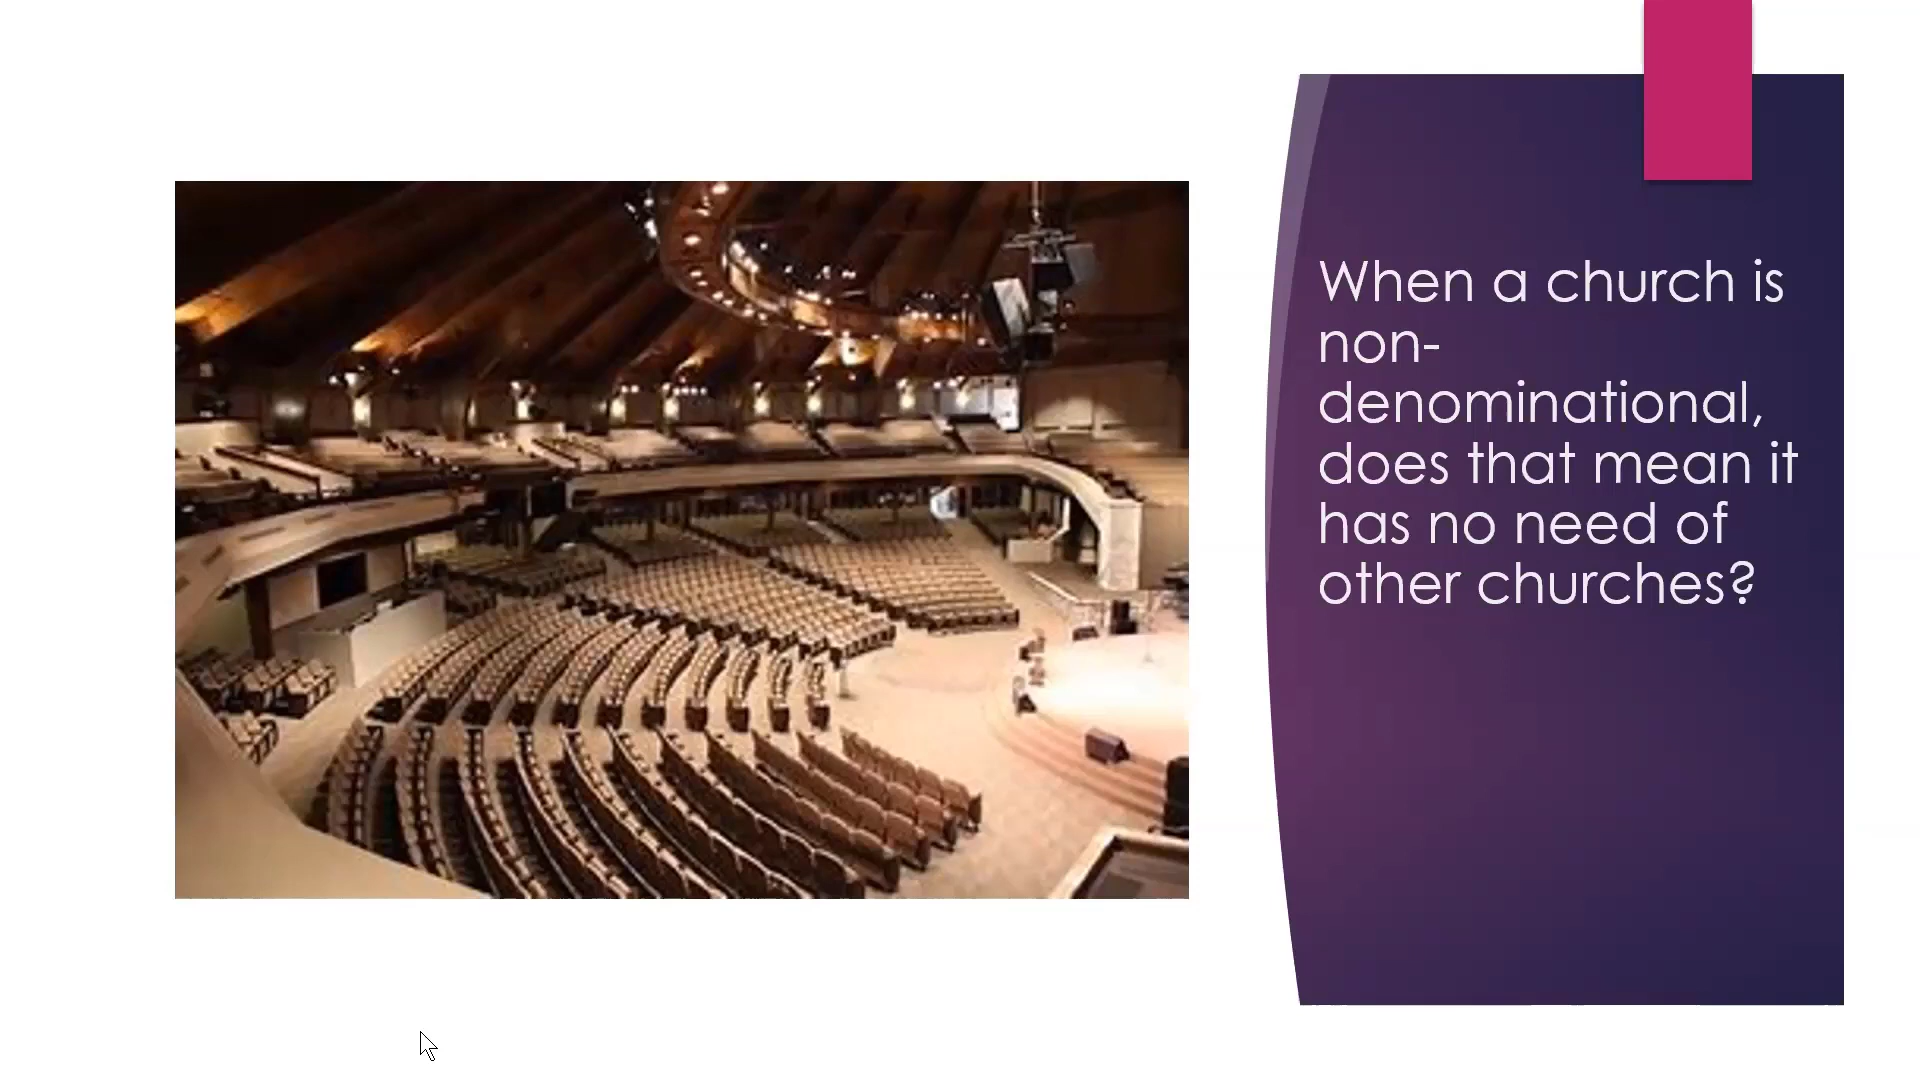 When a church is
non-
denominational,
does that mean it
has no need of
other churches?